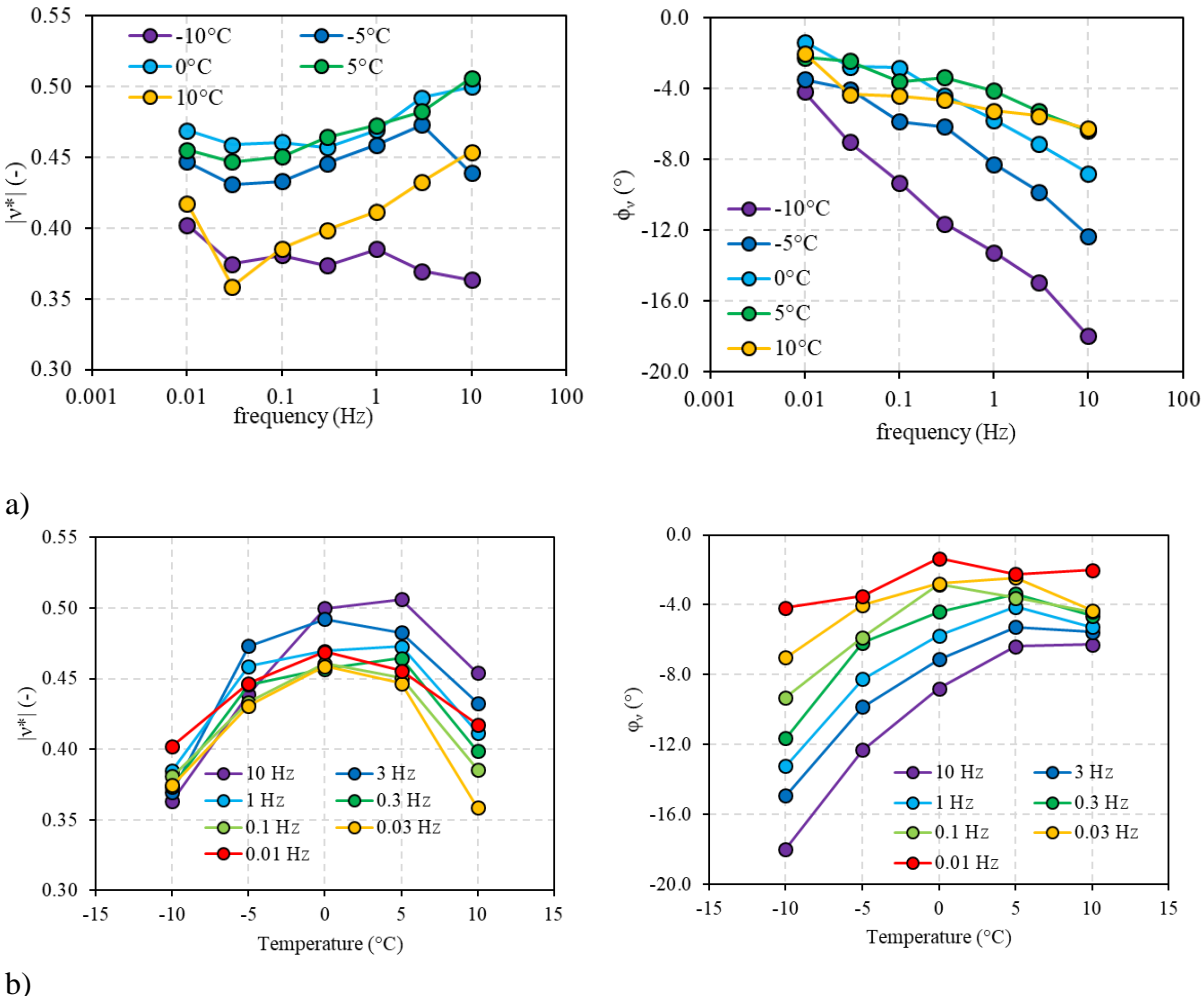 0.55
0.50
0.45
0.40
0.35
0.30
|ν*| (-)
-10°C -5°C
0°C 5°C
10°C
0.001 0.01 0.1 1 10 100
frequency (Hz)
0.0
-4.0
-8.0
-12.0
-16.0
-20.0
ϕν (°)
-10°C
-5°C
0°C
5°C
10°C
0.001 0.01 0.1 1 10 100
frequency (Hz)
a)
0.55
0.50
0.45
0.40
0.35
0.30
|ν*| (-)
10 Hz 3 Hz
1 Hz 0.3 Hz
0.1 Hz 0.03 Hz
0.01 Hz
-15 -10 -5 0 5 10 15
Temperature (°C)
0.0
-4.0
-8.0
-12.0
-16.0
-20.0
φν (°)
10 Hz 3 Hz
1 Hz 0.3 Hz
0.1 Hz 0.03 Hz
0.01 Hz
-15 -10 -5 0 5 10 15
Temperature (°C)
b)